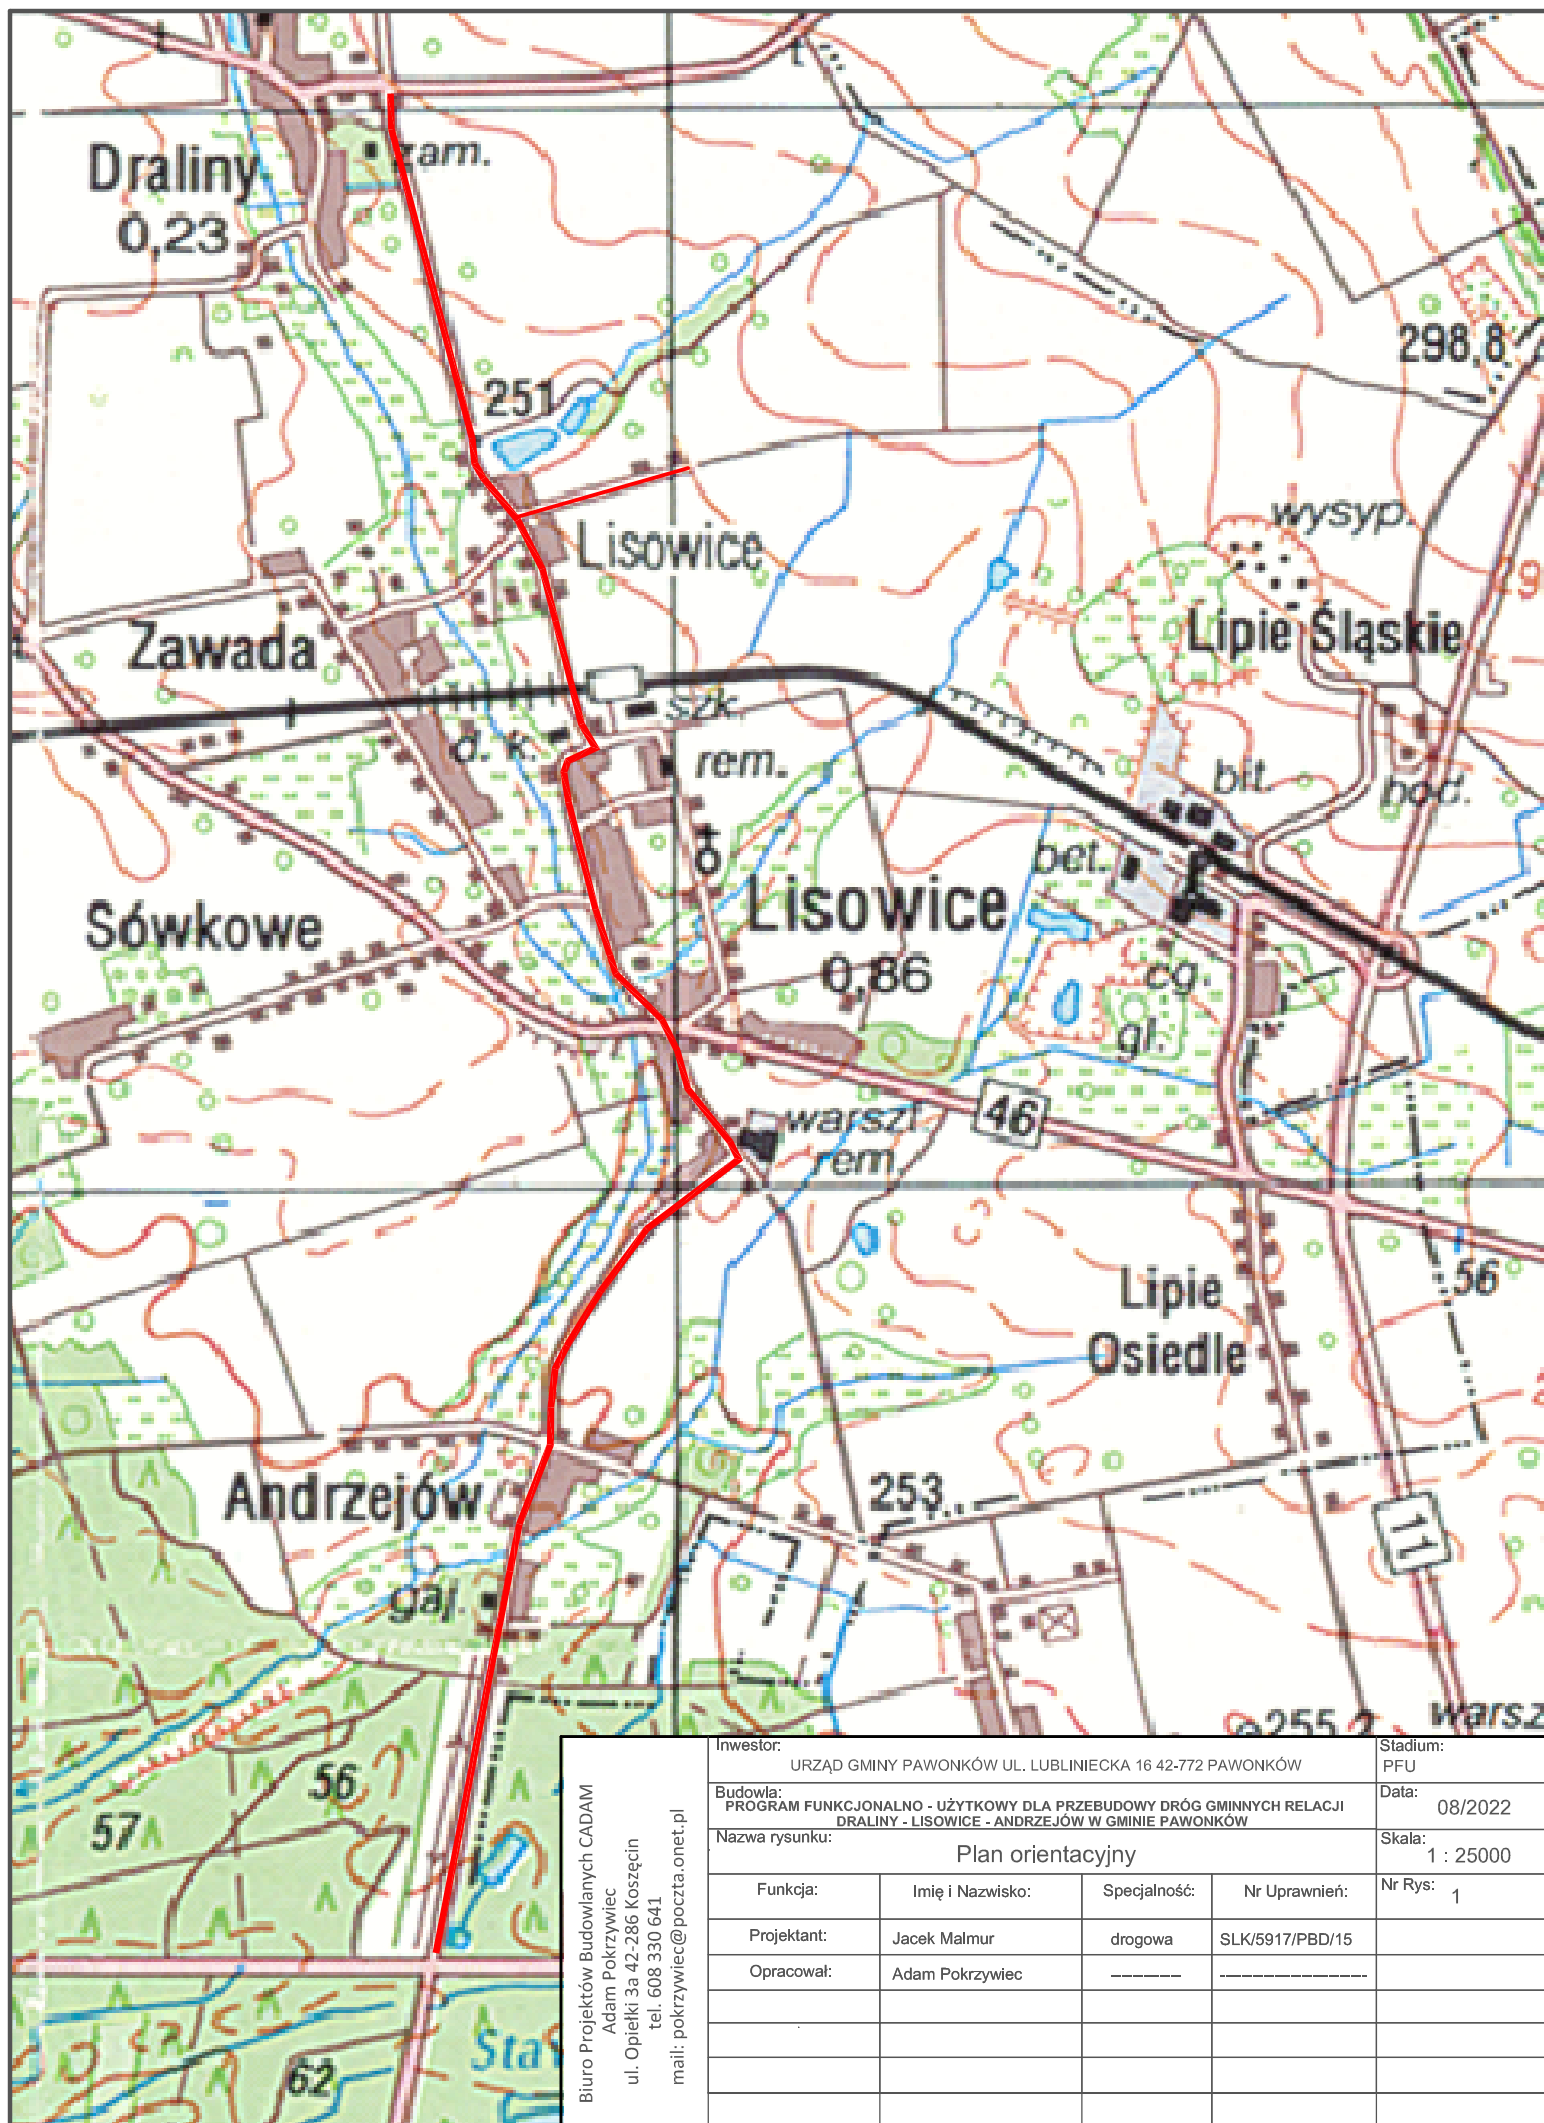 Draliny
0,23
zam.
251
298,8
Lisowice
wysyp.
29
Lipie Śląskie
Zawada
szk.
d. k.
rem.
bit.
hod.
bet.
Sówkowe
Lisowice
0,86
cg.
gl.
46
warszt.
rem.
56
Lipie
Osiedle
253
Andrzejów
11
gaj.
255,2
warsz
56
57
62
Sta
Biuro Projektów Budowlanych CADAM
Adam Pokrzywiec
ul. Opiełki 3a 42-286 Koszęcin
tel. 608 330 641
mail: pokrzywiec@poczta.onet.pl
Inwestor:
URZĄD GMINY PAWONKÓW UL. LUBLINIECKA 16 42-772 PAWONKÓW
Stadium:
PFU
Budowla:
PROGRAM FUNKCJONALNO - UŻYTKOWY DLA PRZEBUDOWY DRÓG GMINNYCH RELACJI
DRALINY - LISOWICE - ANDRZEJÓW W GMINIE PAWONKÓW
Data:
08/2022
Nazwa rysunku:
Plan orientacyjny
Skala:
1 : 25000
Funkcja: Imię i Nazwisko: Specjalność: Nr Uprawnień:
Nr Rys:
1
Projektant: Jacek Malmur drogowa SLK/5917/PBD/15
Opracował: Adam Pokrzywiec ------- ---------------